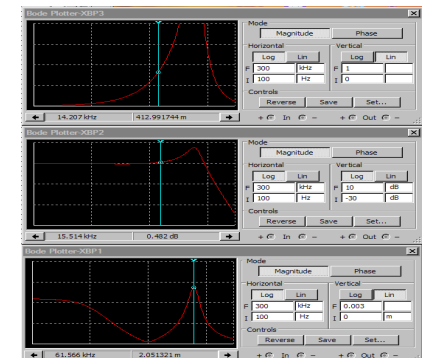 Bode Plotter-XBP3
Mode
Magnitude Phase
Horizontal Vertical
Log Lin Log Lin
F 300 kHz F 1
I 100 Hz I 0
Controls
Reverse Save Set...
14.207 kHz 412.991744 m + In - + Out -
Bode Plotter-XBP2
Mode
Magnitude Phase
Horizontal Vertical
Log Lin Log Lin
F 300 kHz F 10 dB
I 100 Hz I -30 dB
Controls
Reverse Save Set...
15.514 kHz 0.482 dB + In - + Out -
Bode Plotter-XBP1
Mode
Magnitude Phase
Horizontal Vertical
Log Lin Log Lin
F 300 kHz F 0.003
I 100 Hz I 0 m
Controls
Reverse Save Set...
61.566 kHz 2.051321 m + In - + Out -